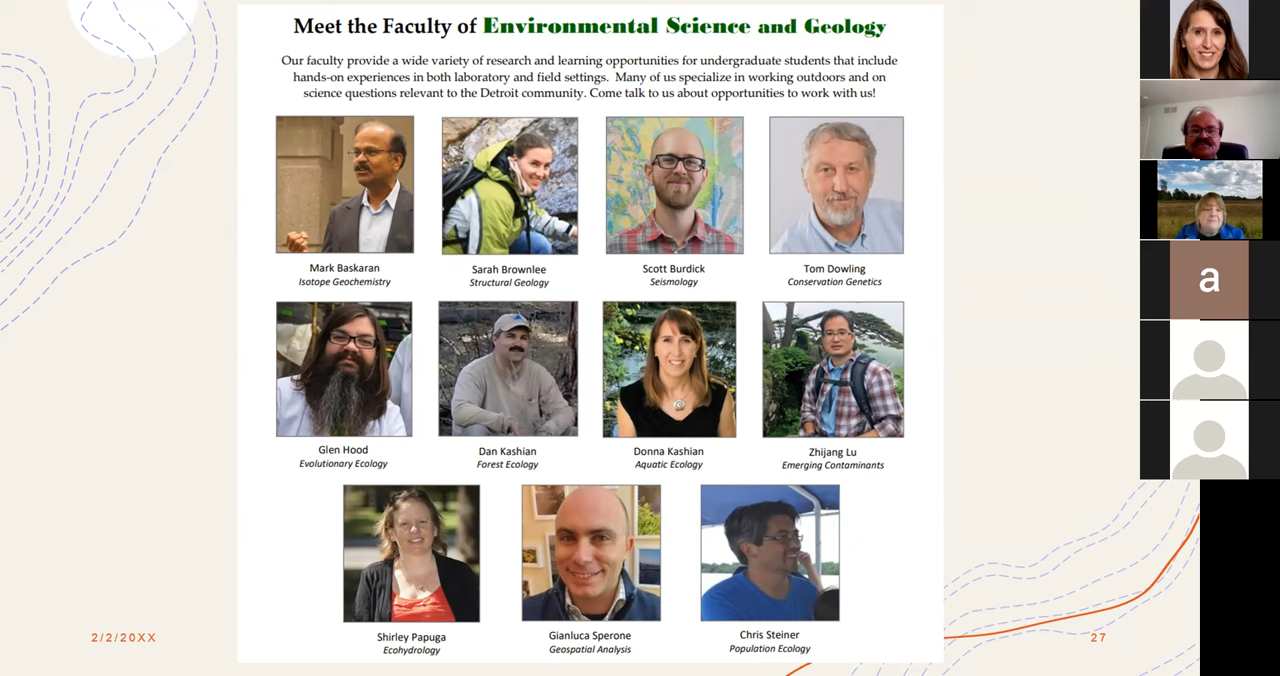 Meet the Faculty of Environmental Science and Geology
Our faculty provide a wide variety of research and learning opportunities for undergraduate students that include
hands-on experiences in both laboratory and field settings. Many of us specialize in working outdoors and on
science questions relevant to the Detroit community. Come talk to us about opportunities to work with us!
Mark Baskaran
Isotope Geochemistry
Sarah Brownlee
Structural Geology
Scott Burdick
Seismology
Tom Dowling
Conservation Genetics
Glen Hood
Evolutionary Ecology
Dan Kashian
Forest Ecology
Donna Kashian
Aquatic Ecology
Zhijang Lu
Emerging Contaminants
Shirley Papuga
Ecohydrology
Gianluca Sperone
Geospatial Analysis
Chris Steiner
Population Ecology
2/2/20XX
27
a